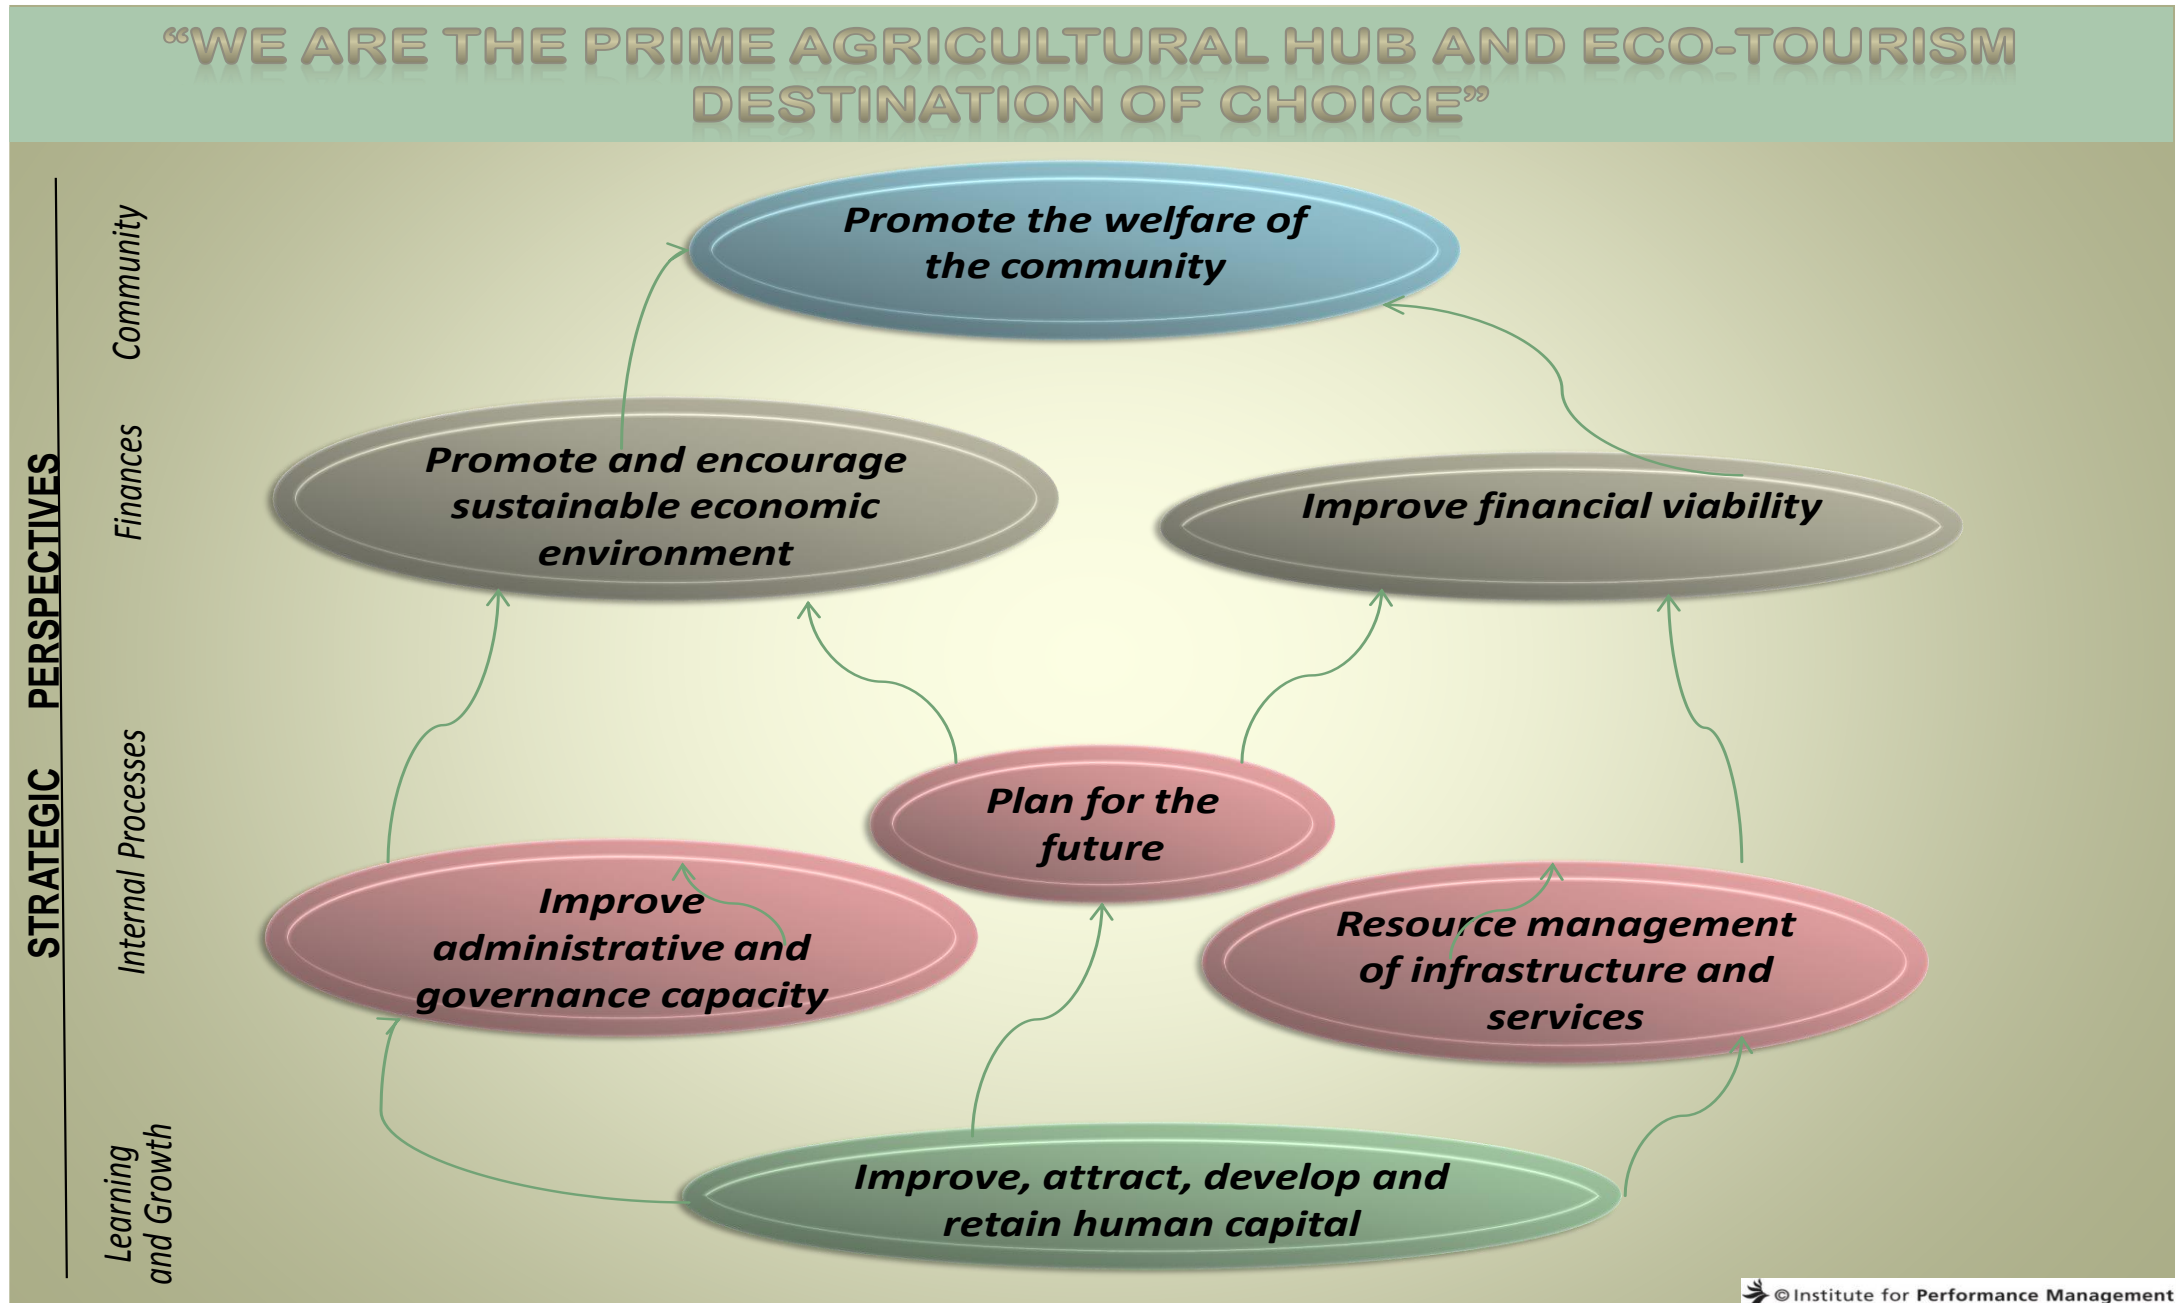 “WE ARE THE PRIME AGRICULTURAL HUB AND ECO-TOURISM
DESTINATION OF CHOICE”
STRATEGIC PERSPECTIVES
Community
Promote the welfare of
the community
Finances
Promote and encourage
sustainable economic
environment
Improve financial viability
Internal Processes
Plan for the
future
Improve
administrative and
governance capacity
Resource management
of infrastructure and
services
Learning
and Growth
Improve, attract, develop and
retain human capital
© Institute for Performance Management